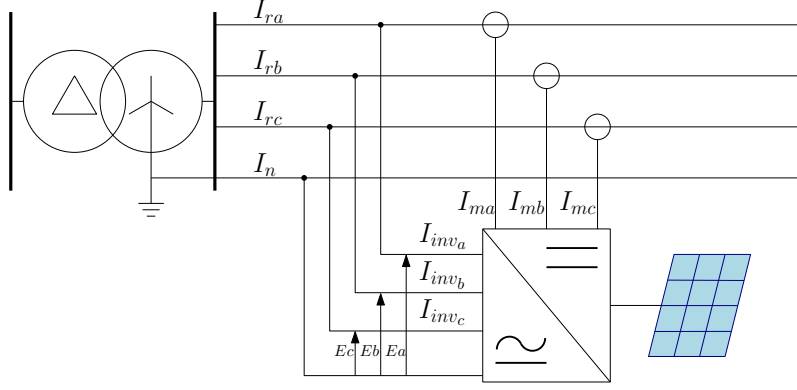 I_{ra}
I_{rb}
I_{rc}
I_{n}
I_{ma} I_{mb} I_{mc}
I_{inv_a}
I_{inv_b}
I_{inv_c}
Ec Eb Ea